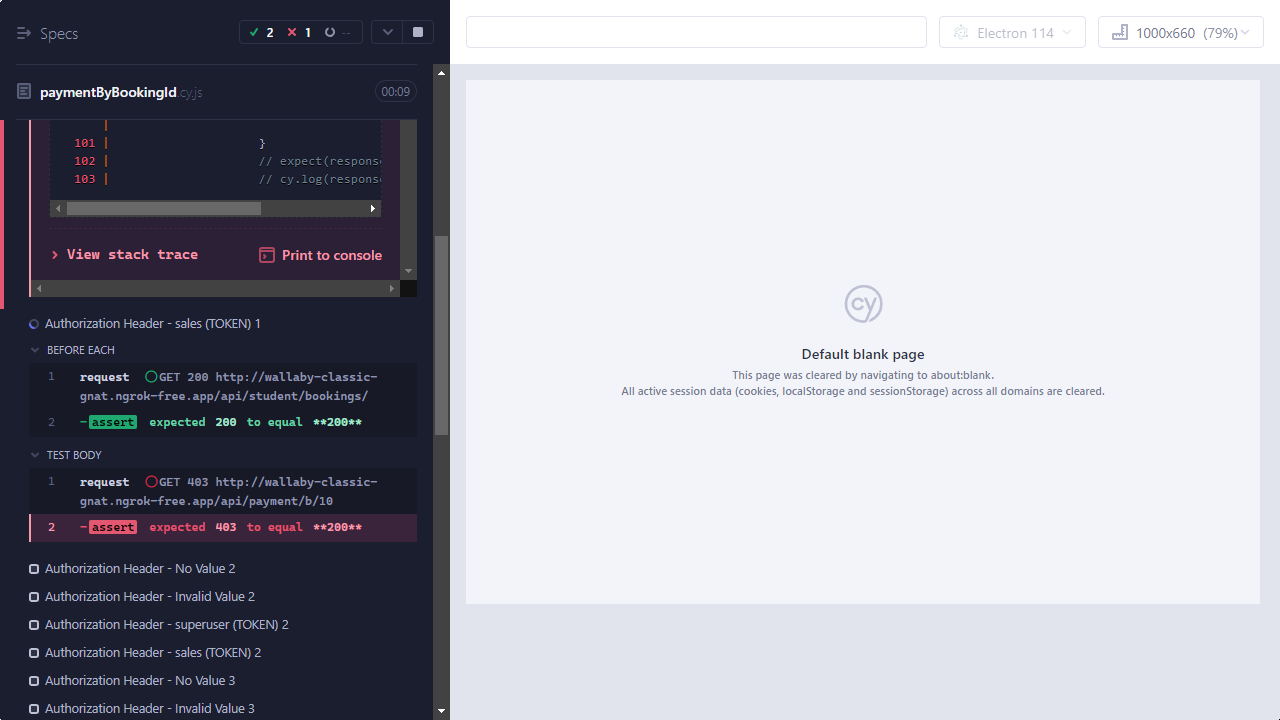 Specs
2
1
--
paymentByBookingId.cy.js
00:09
101 | }
102 | // expect(respons
103 | // cy.log(respons
> View stack trace
Print to console
Authorization Header - sales (TOKEN) 1
BEFORE EACH
1 request GET 200 http://wallaby-classic-
gnat.ngrok-free.app/api/student/bookings/
2 -assert expected 200 to equal **200**
TEST BODY
1 request GET 403 http://wallaby-classic-
gnat.ngrok-free.app/api/payment/b/10
2 -assert expected 403 to equal **200**
Authorization Header - No Value 2
Authorization Header - Invalid Value 2
Authorization Header - superuser (TOKEN) 2
Authorization Header - sales (TOKEN) 2
Authorization Header - No Value 3
Authorization Header - Invalid Value 3
Electron 114
1000x660 (79%)
cy
Default blank page
This page was cleared by navigating to about:blank.
All active session data (cookies, localStorage and sessionStorage) across all domains are cleared.